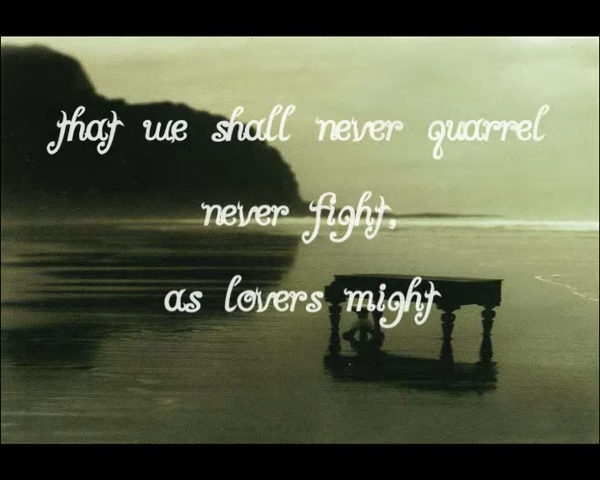 that we shall never quarrel
never fight,
as lovers might